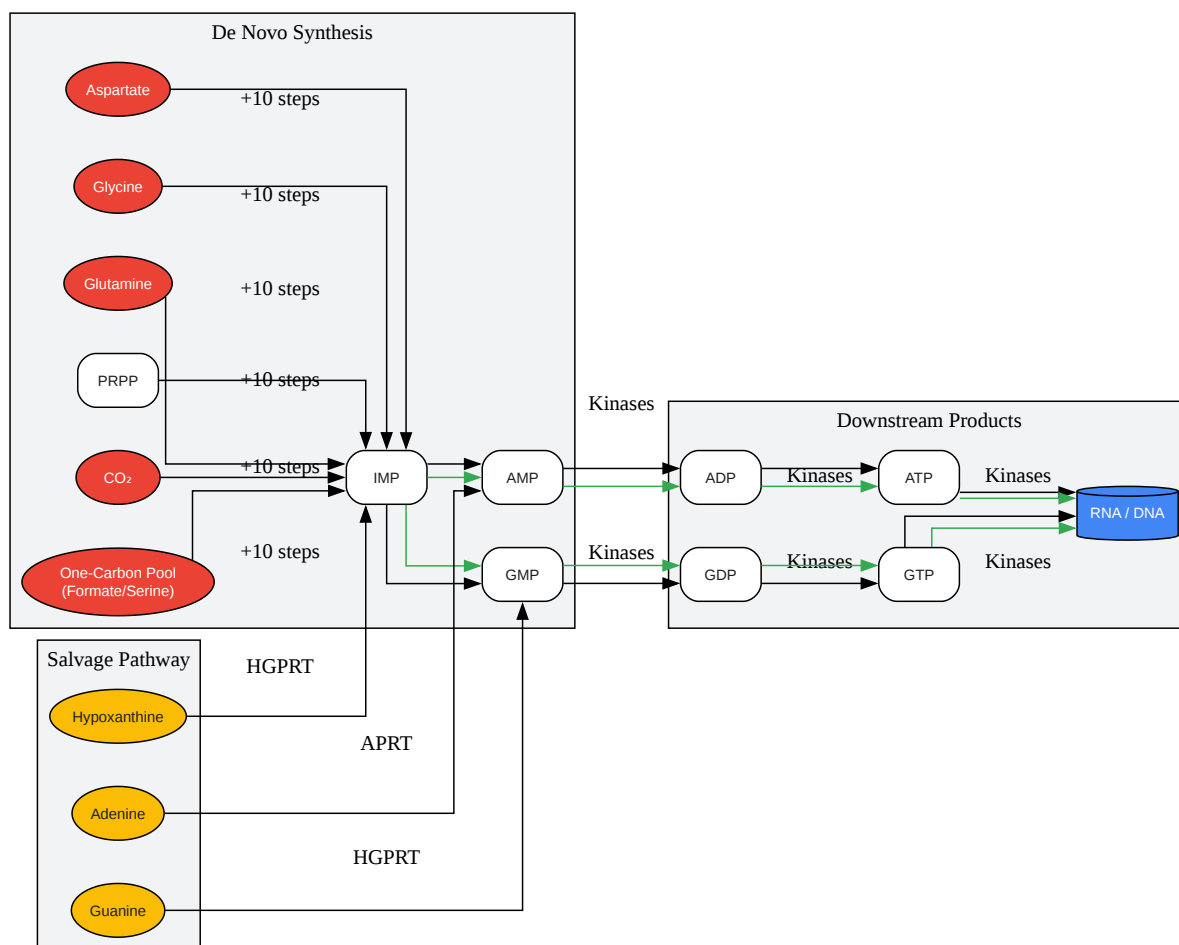 De Novo Synthesis
Aspartate
+10 steps
Glycine
+10 steps
Glutamine
+10 steps
PRPP
+10 steps
CO₂
+10 steps
IMP
AMP
One-Carbon Pool
(Formate/Serine)
+10 steps
GMP
Kinases
Kinases
Downstream Products
ADP
Kinases
ATP
Kinases
RNA / DNA
GDP
Kinases
GTP
Kinases
Salvage Pathway
HGPRT
Hypoxanthine
APRT
Adenine
HGPRT
Guanine